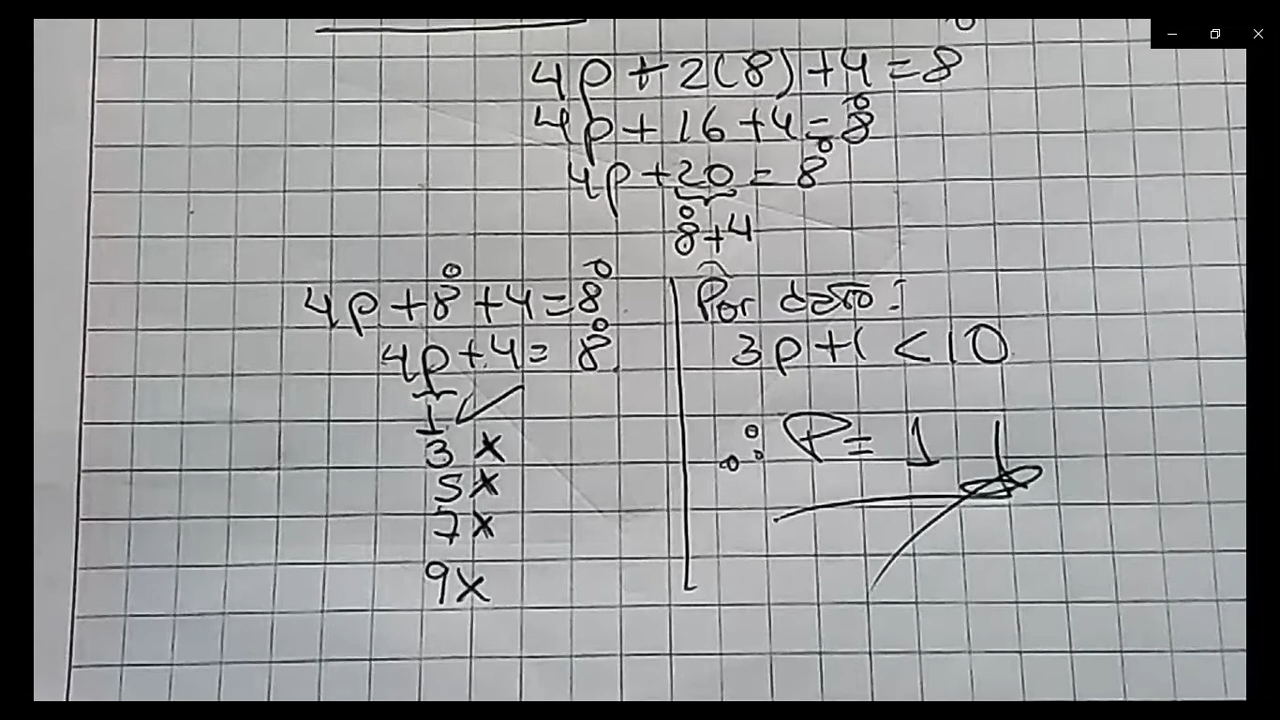 4p + 2(8) + 4 = 8
4p + 16 + 4 = 8̊
4p + 20 = 8̊
8̊ + 4
4p + 8̊ + 4 = 8̊
4p + 4 = 8̊
1 ✓
3 x
5 x
7 x
9 x
Por dato:
3p + 1 < 10
∴ P = 1